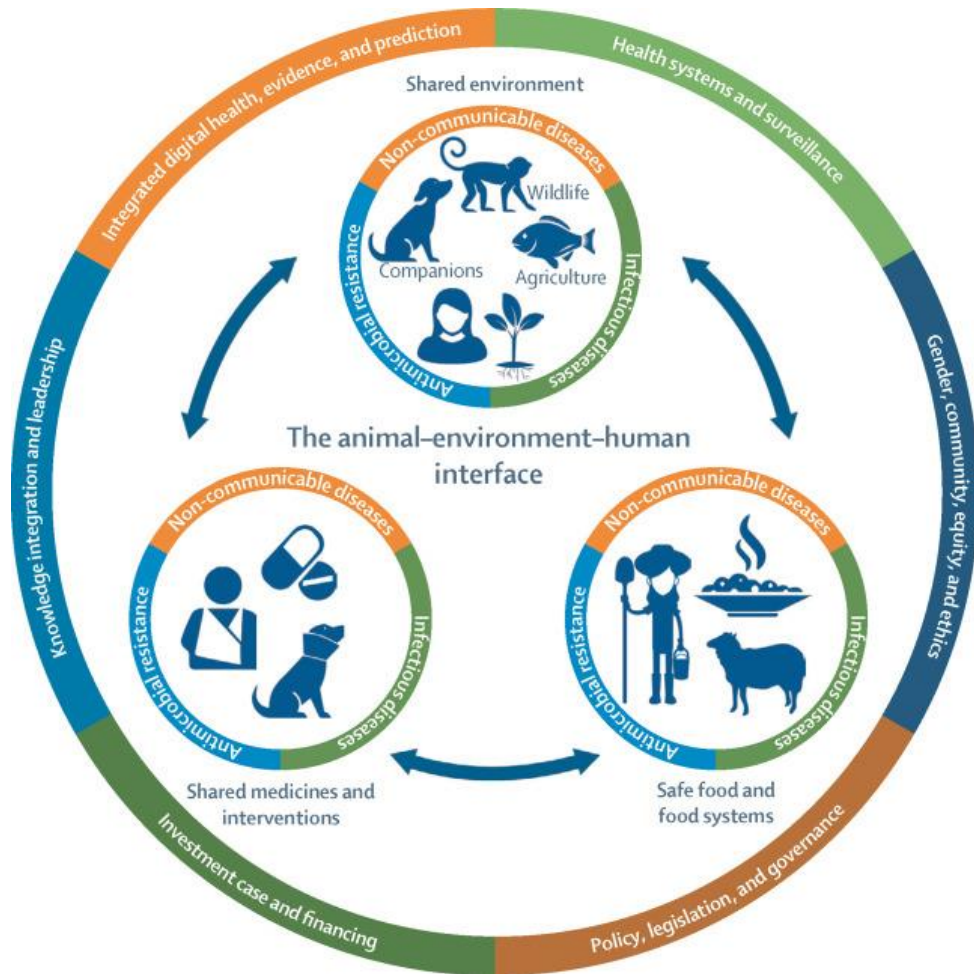 Integrated digital health, evidence, and prediction
Health systems and surveillance
Shared environment
Non-communicable diseases
Wildlife
Companions
Agriculture
Antimicrobial resistance
Infectious diseases
Knowledge integration and leadership
Gender, community, equity, and ethics
The animal–environment–human
interface
Non-communicable diseases
Antimicrobial resistance
Infectious diseases
Shared medicines and
interventions
Non-communicable diseases
Antimicrobial resistance
Infectious diseases
Safe food and
food systems
Investment case and financing
Policy, legislation, and governance